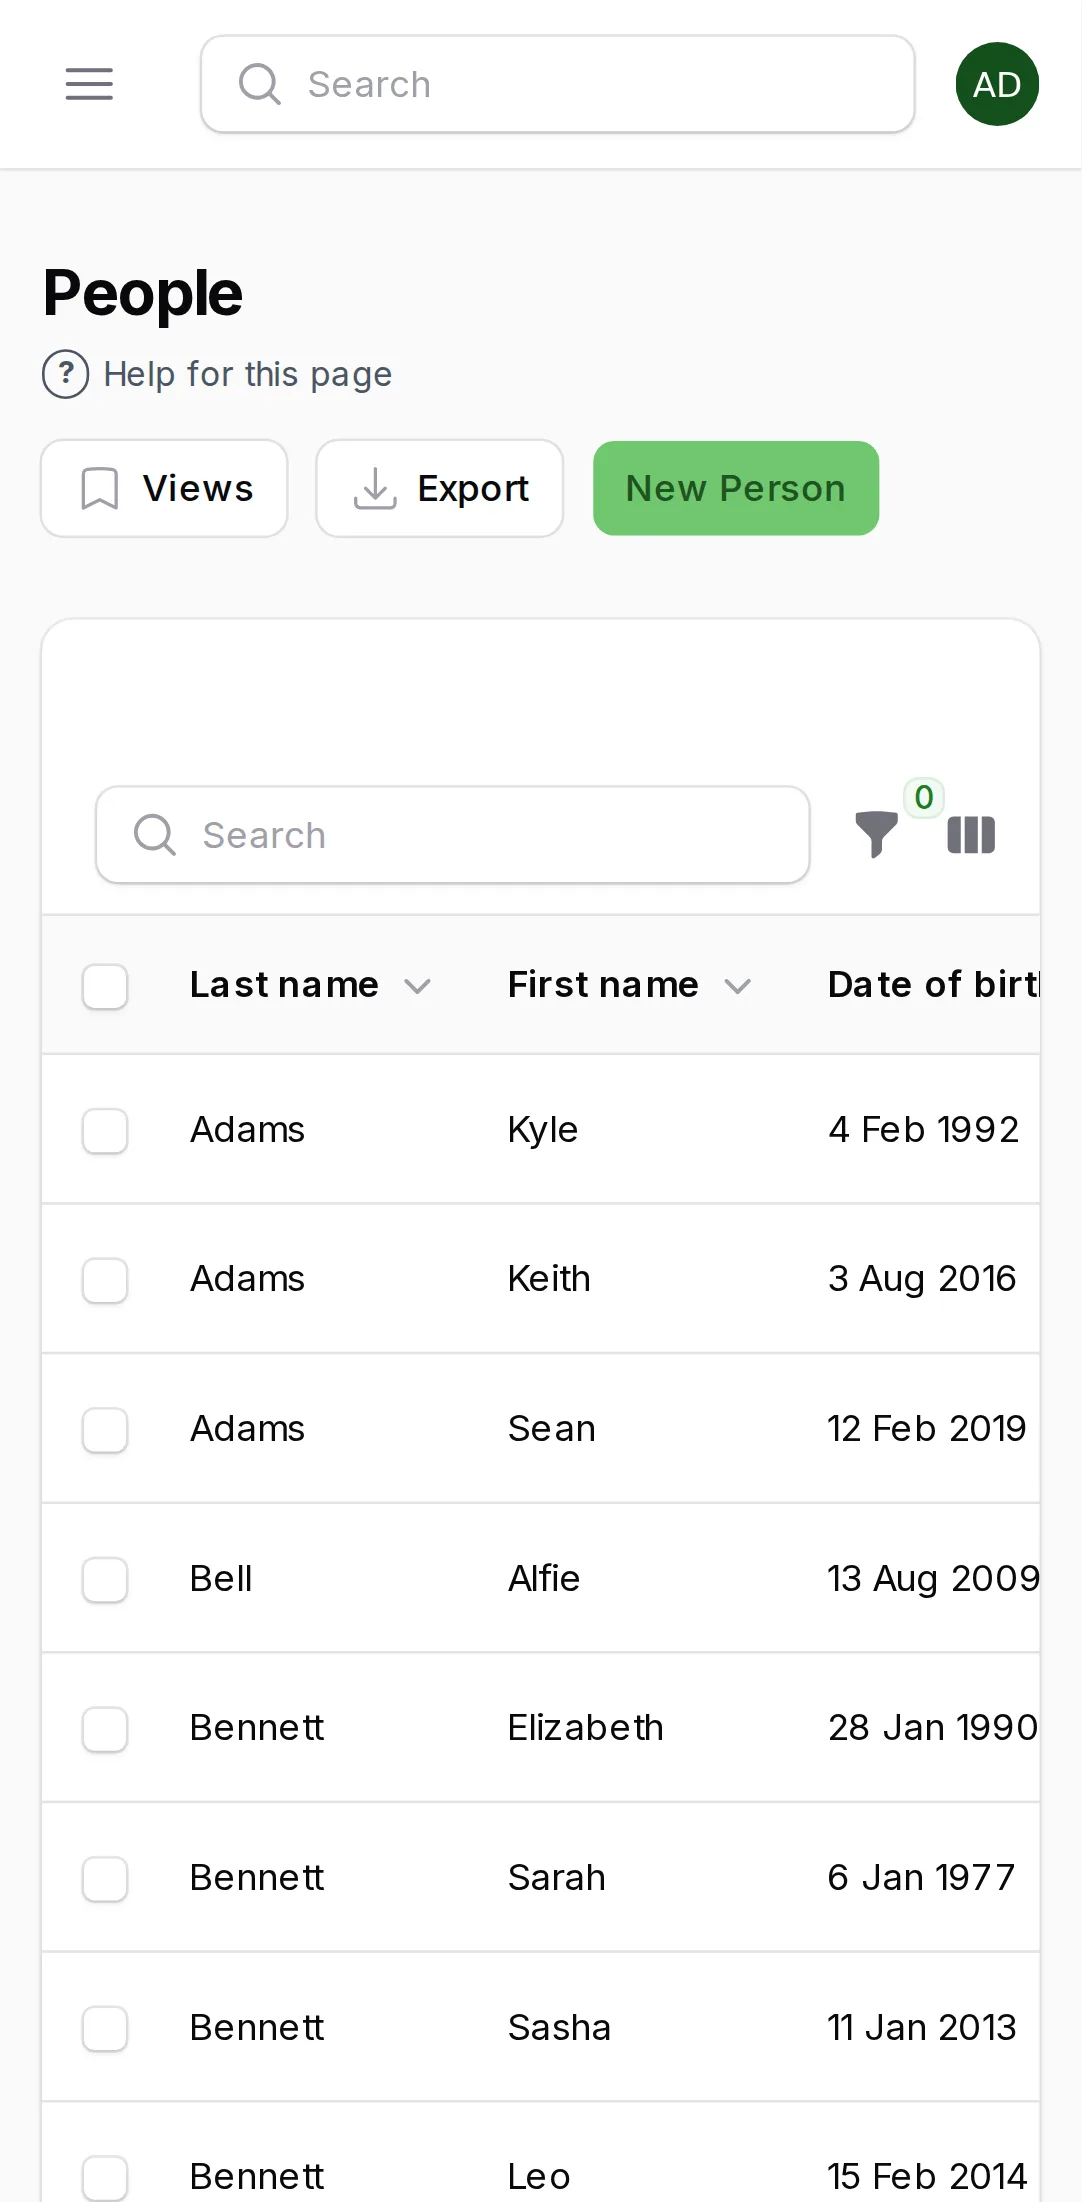 Search
AD
People
? Help for this page
Views Export New Person
0
Search
Last name First name Date of birth
Adams Kyle 4 Feb 1992
Adams Keith 3 Aug 2016
Adams Sean 12 Feb 2019
Bell Alfie 13 Aug 2009
Bennett Elizabeth 28 Jan 1990
Bennett Sarah 6 Jan 1977
Bennett Sasha 11 Jan 2013
Bennett Leo 15 Feb 2014